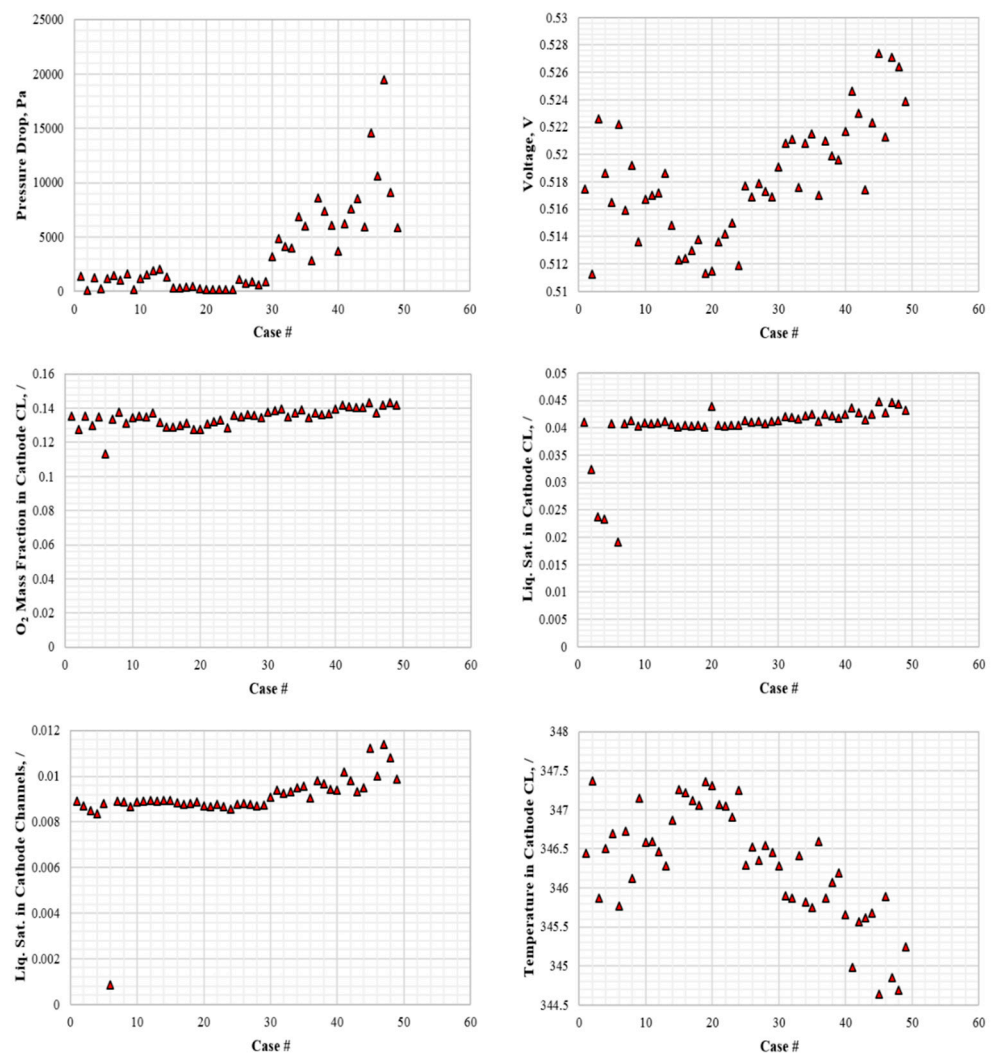 25000
20000
15000
10000
5000
0
Pressure Drop, Pa
0 10 20 30 40 50 60
Case #
0.53
0.528
0.526
0.524
0.522
0.52
0.518
0.516
0.514
0.512
0.51
Voltage, V
0 10 20 30 40 50 60
Case #
0.16
0.14
0.12
0.1
0.08
0.06
0.04
0.02
0
O₂ Mass Fraction in Cathode CL, /
0 10 20 30 40 50 60
Case #
0.05
0.045
0.04
0.035
0.03
0.025
0.02
0.015
0.01
0.005
0
Liq. Sat. in Cathode CL, /
0 10 20 30 40 50 60
Case #
0.012
0.01
0.008
0.006
0.004
0.002
0
Liq. Sat. in Cathode Channels, /
0 10 20 30 40 50 60
Case #
348
347.5
347
346.5
346
345.5
345
344.5
Temperature in Cathode CL, /
0 10 20 30 40 50 60
Case #